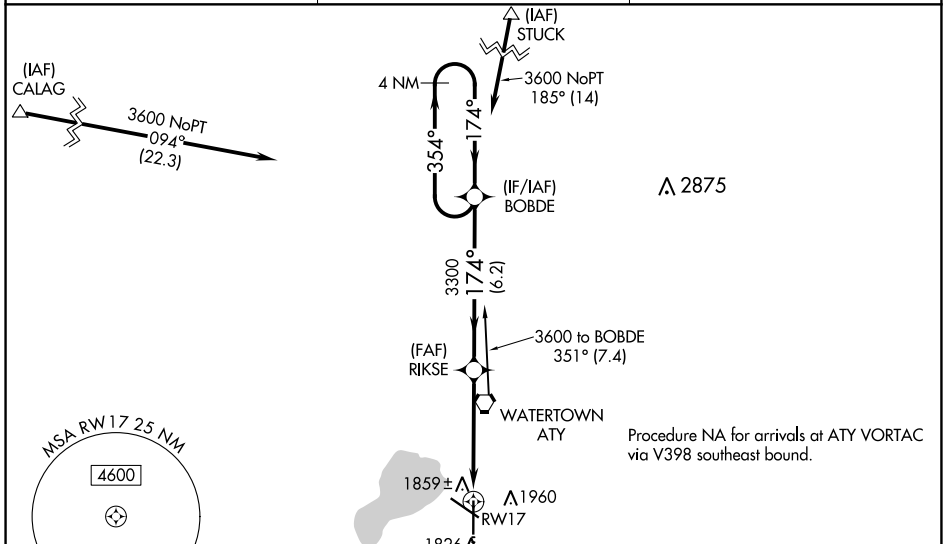 (IAF)
STUCK
3600 NoPT
185° (14)
(IAF)
CALAG
3600 NoPT
094°
(22.3)
4 NM
354°
174°
(IF/IAF)
BOBDE
2875
3300
174°
(6.2)
3600 to BOBDE
351° (7.4)
(FAF)
RIKSE
WATERTOWN
ATY
Procedure NA for arrivals at ATY VORTAC
via V398 southeast bound.
MSA RW17 25 NM
4600
1859±
1960
RW17
1826